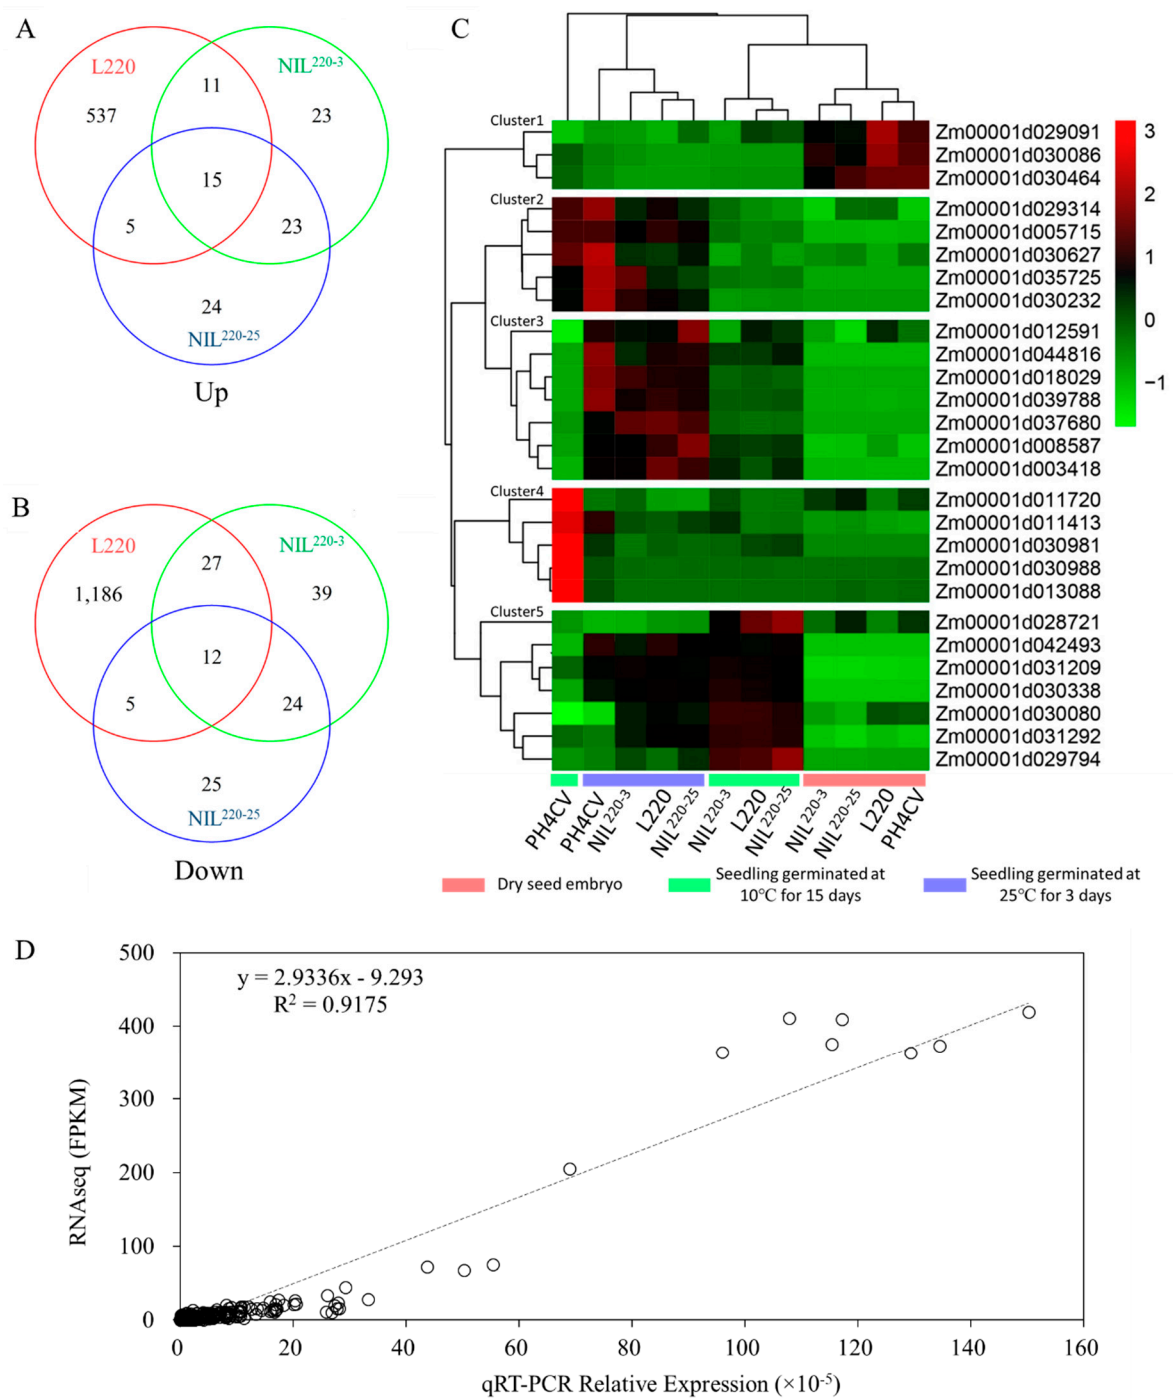 A
L220
NIL220-3
11
537
23
15
5
23
24
NIL220-25
Up
B
L220
NIL220-3
27
1,186
39
12
5
24
25
NIL220-25
Down
C
Cluster1
Zm00001d029091
Zm00001d030086
Zm00001d030464
Cluster2
Zm00001d029314
Zm00001d005715
Zm00001d030627
Zm00001d035725
Zm00001d030232
Cluster3
Zm00001d012591
Zm00001d044816
Zm00001d018029
Zm00001d039788
Zm00001d037680
Zm00001d008587
Zm00001d003418
Cluster4
Zm00001d011720
Zm00001d011413
Zm00001d030981
Zm00001d030988
Zm00001d013088
Cluster5
Zm00001d028721
Zm00001d042493
Zm00001d031209
Zm00001d030338
Zm00001d030080
Zm00001d031292
Zm00001d029794
3
2
1
0
−1
PH4CV
PH4CV
NIL220-3
L220
NIL220-25
NIL220-3
L220
NIL220-25
NIL220-3
NIL220-25
L220
PH4CV
Dry seed embryo
Seedling germinated at
10℃ for 15 days
Seedling germinated at
25℃ for 3 days
D
y = 2.9336x - 9.293
R2 = 0.9175
500
400
300
200
100
0
RNAseq (FPKM)
0 20 40 60 80 100 120 140 160
qRT-PCR Relative Expression (×10-5)